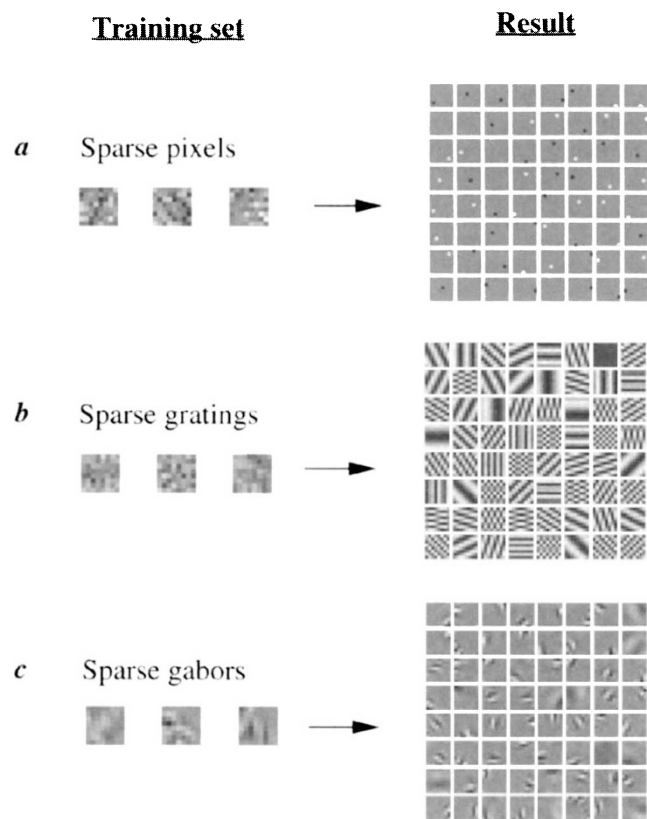 Training set
Result
a Sparse pixels
b Sparse gratings
c Sparse gabors